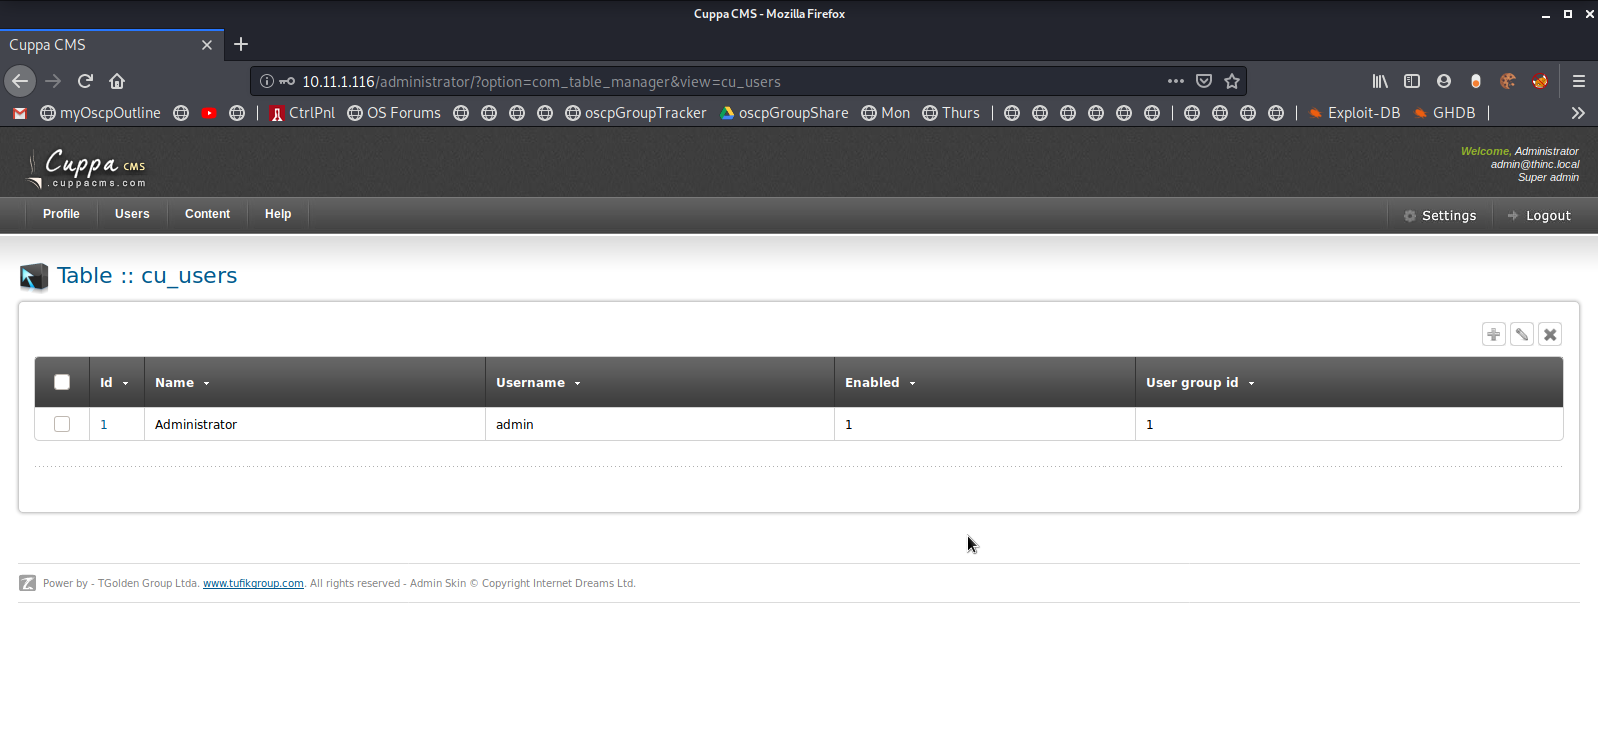 Cuppa CMS - Mozilla Firefox
Cuppa CMS
10.11.1.116/administrator/?option=com_table_manager&view=cu_users
myOscpOutline CtrlPnl OS Forums oscpGroupTracker oscpGroupShare Mon Thurs Exploit-DB GHDB
Cuppa CMS
.cuppacms.com
Welcome, Administrator
admin@thinc.local
Super admin
Profile Users Content Help Settings Logout
Table :: cu_users
Id Name Username Enabled User group id
1 Administrator admin 1 1
Power by - TGolden Group Ltda. www.tufikgroup.com. All rights reserved - Admin Skin © Copyright Internet Dreams Ltd.